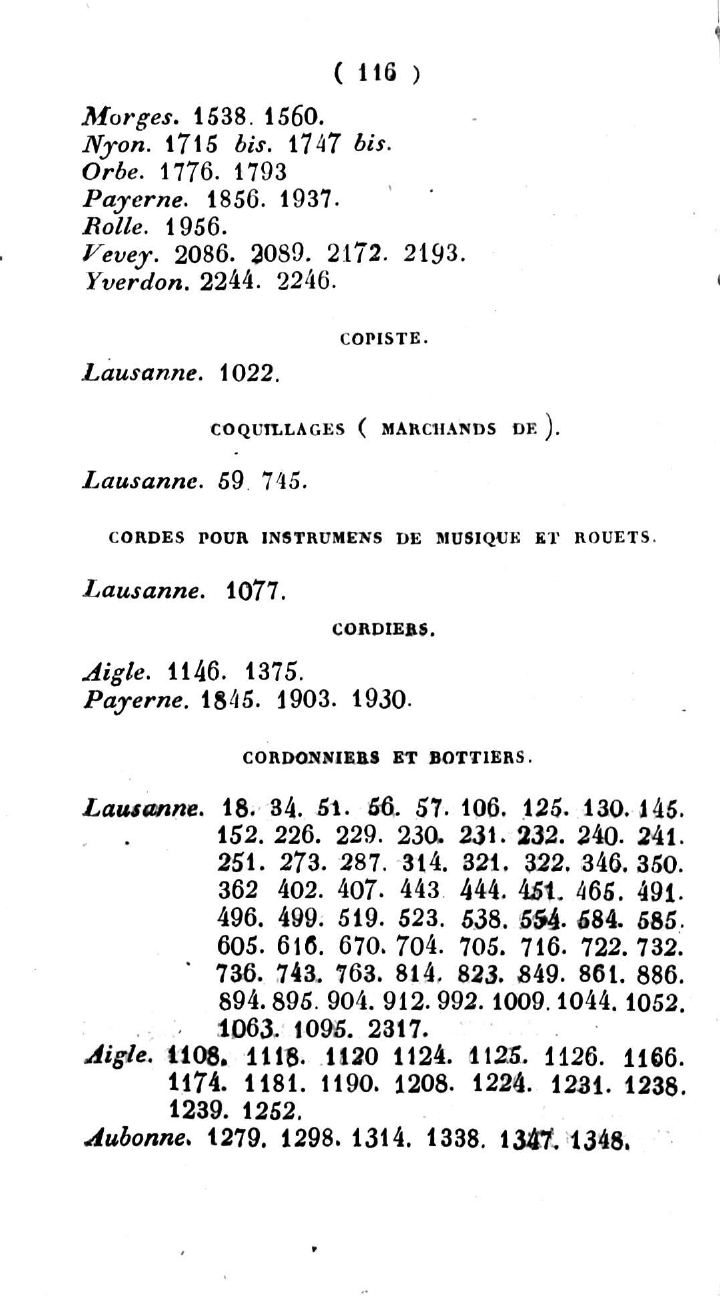 ( 116 )
Morges. 1538. 1560.
Nyon. 1715 bis. 1747 bis.
Orbe. 1776. 1793
Payerne. 1856. 1937.
Rolle. 1956.
Vevey. 2086. 2089. 2172. 2193.
Yverdon. 2244. 2246.
COPISTE.
Lausanne. 1022.
COQUILLAGES ( MARCHANDS DE ).
Lausanne. 59. 745.
CORDES POUR INSTRUMENS DE MUSIQUE ET ROUETS.
Lausanne. 1077.
CORDIERS.
Aigle. 1146. 1375.
Payerne. 1845. 1903. 1930.
CORDONNIERS ET BOTTIERS.
Lausanne. 18. 34. 51. 56. 57. 106. 125. 130. 145.
152. 226. 229. 230. 231. 232. 240. 241.
251. 273. 287. 314. 321. 322. 346. 350.
362 402. 407. 443 444. 451. 465. 491.
496. 499. 519. 523. 538. 554. 584. 585.
605. 616. 670. 704. 705. 716. 722. 732.
736. 743. 763. 814. 823. 849. 861. 886.
894. 895. 904. 912. 992. 1009. 1044. 1052.
1063. 1095. 2317.
Aigle. 1108. 1118. 1120 1124. 1125. 1126. 1166.
1174. 1181. 1190. 1208. 1224. 1231. 1238.
1239. 1252.
Aubonne. 1279. 1298. 1314. 1338. 1347. 1348.